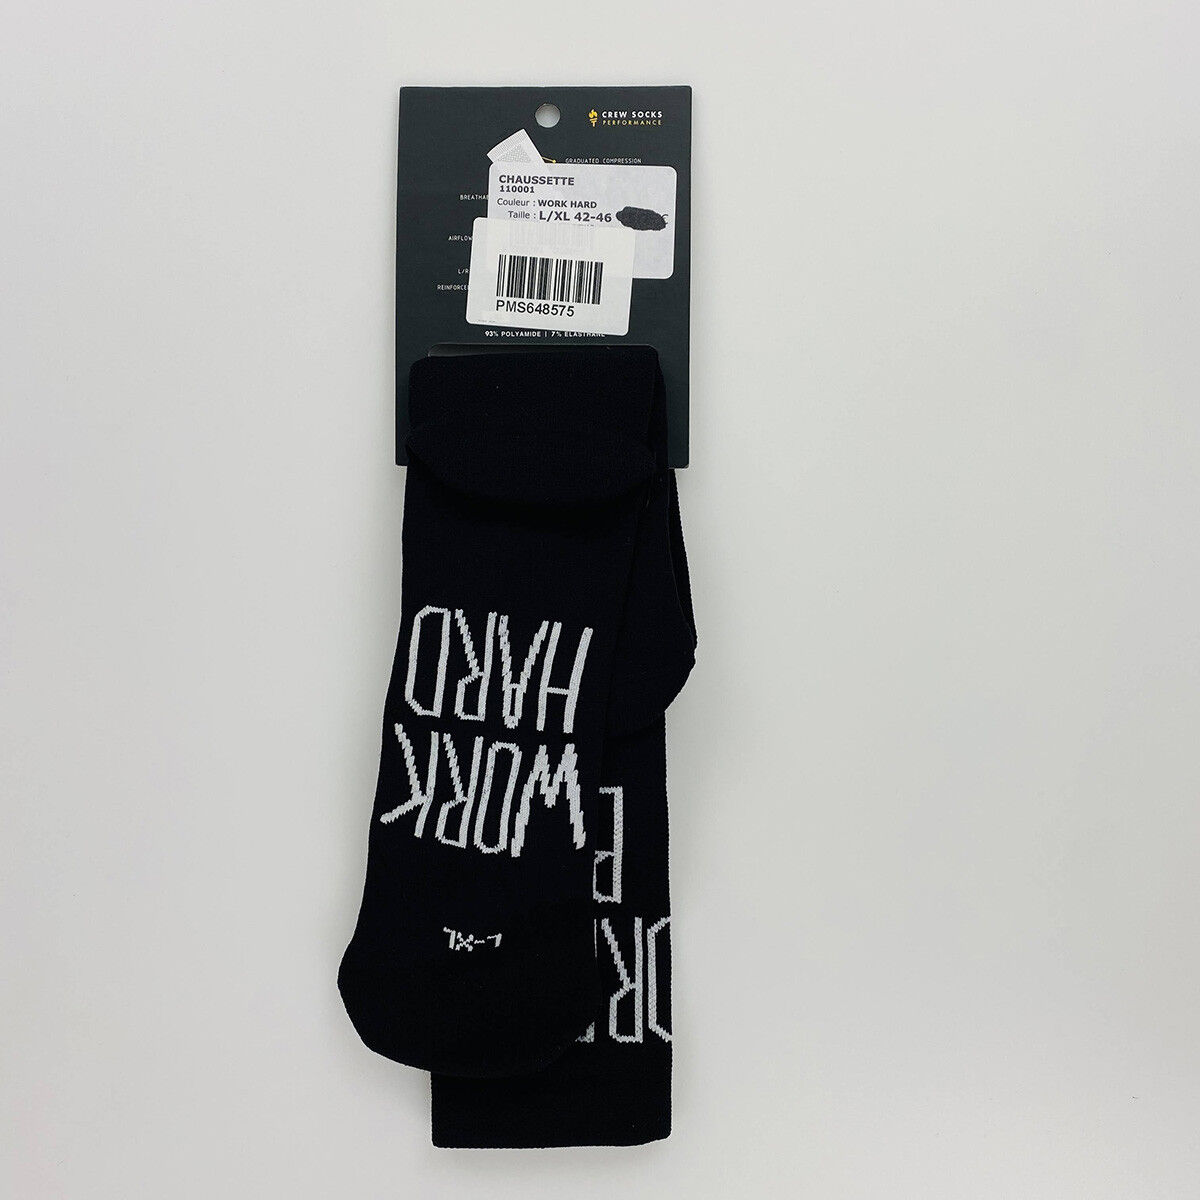 CREW SOCKS
PERFORMANCE
GRADUATED COMPRESSION
CHAUSSETTE
110001
Couleur : WORK HARD
Taille : L/XL 42-46
AIRFLOW
L/R
PMS648575
93% POLYAMIDE | 7% ELASTHANE
WORK
HARD
L-XL